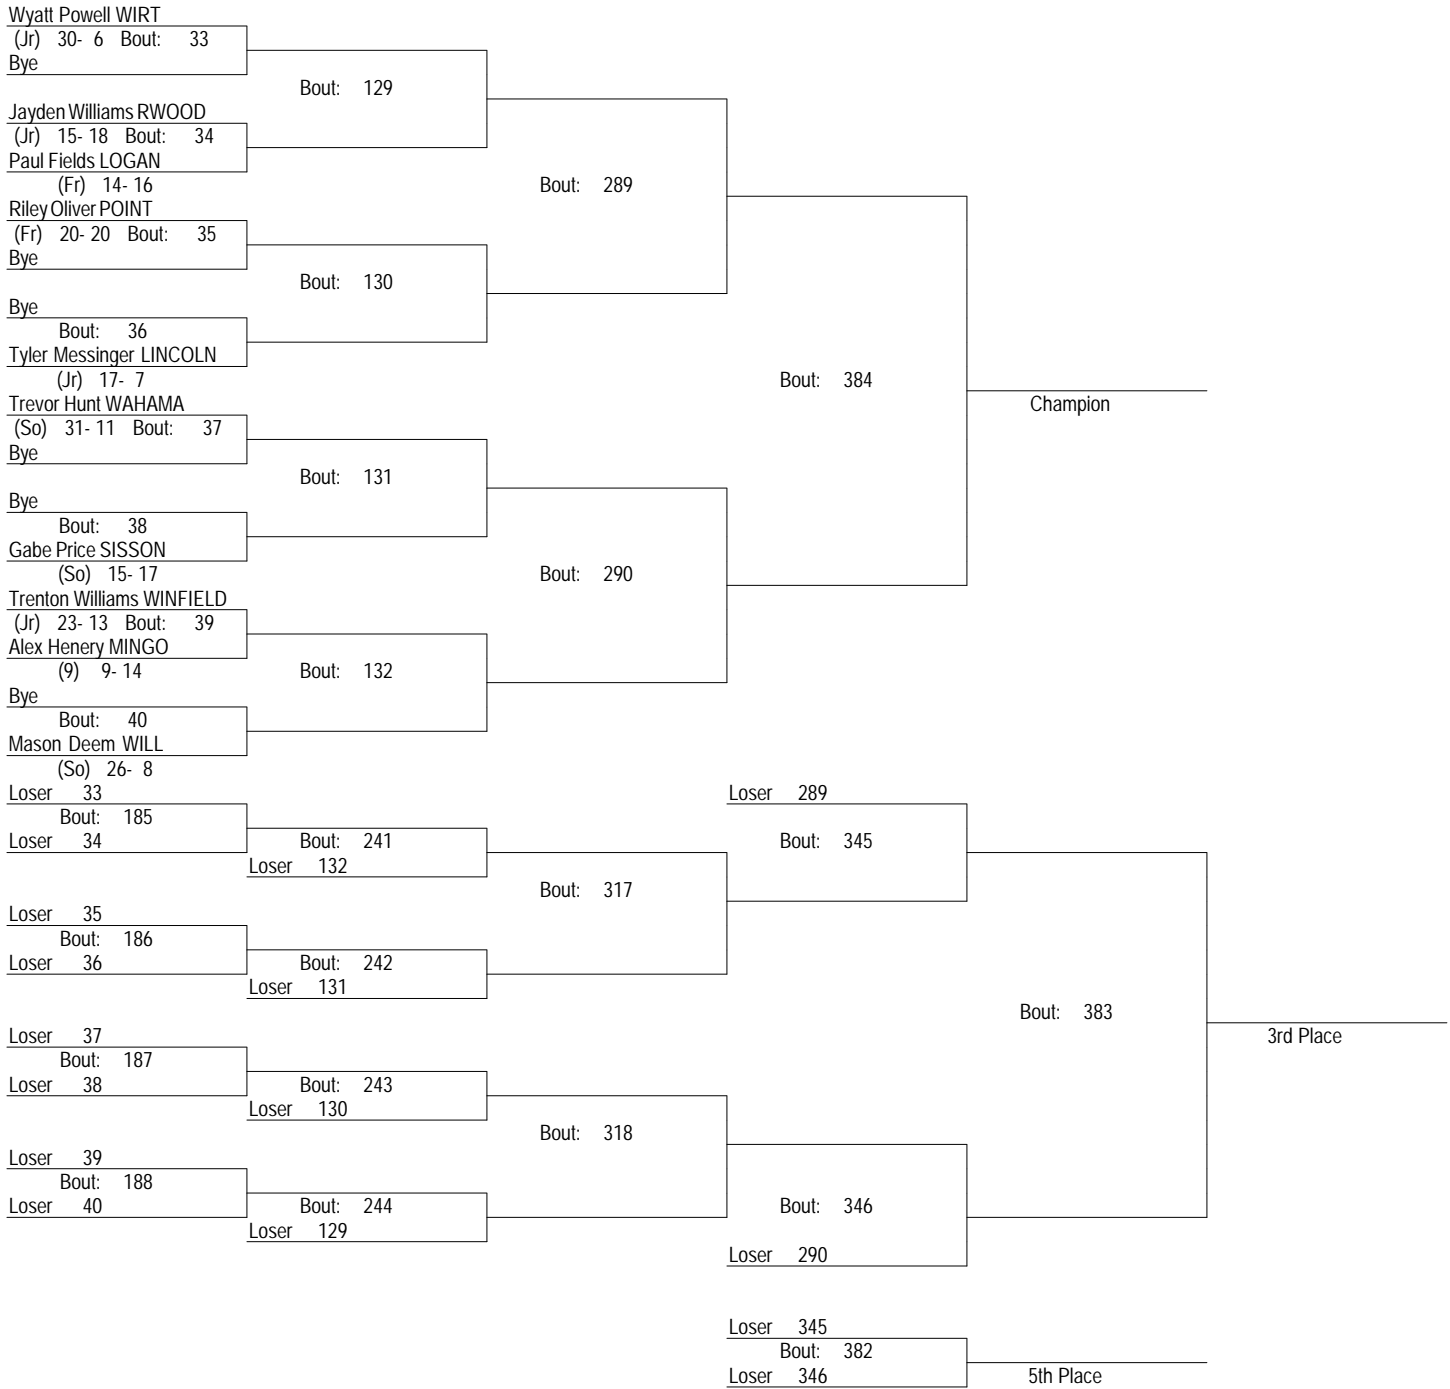 Wyatt Powell WIRT
(Jr) 30- 6 Bout: 33
Bye
Bout: 129
Jayden Williams RWOOD
(Jr) 15- 18 Bout: 34
Paul Fields LOGAN
(Fr) 14- 16
Bout: 289
Riley Oliver POINT
(Fr) 20- 20 Bout: 35
Bye
Bout: 130
Bye
Bout: 36
Tyler Messinger LINCOLN
(Jr) 17- 7
Bout: 384
Champion
Trevor Hunt WAHAMA
(So) 31- 11 Bout: 37
Bye
Bout: 131
Bye
Bout: 38
Gabe Price SISSON
(So) 15- 17
Bout: 290
Trenton Williams WINFIELD
(Jr) 23- 13 Bout: 39
Alex Henery MINGO
(9) 9- 14
Bout: 132
Bye
Bout: 40
Mason Deem WILL
(So) 26- 8
Loser 33
Bout: 185
Loser 34
Bout: 241
Loser 132
Loser 289
Bout: 345
Bout: 317
Loser 35
Bout: 186
Loser 36
Bout: 242
Loser 131
Bout: 383
3rd Place
Loser 37
Bout: 187
Loser 38
Bout: 243
Loser 130
Bout: 318
Loser 39
Bout: 188
Loser 40
Bout: 244
Loser 129
Bout: 346
Loser 290
Loser 345
Bout: 382
Loser 346
5th Place